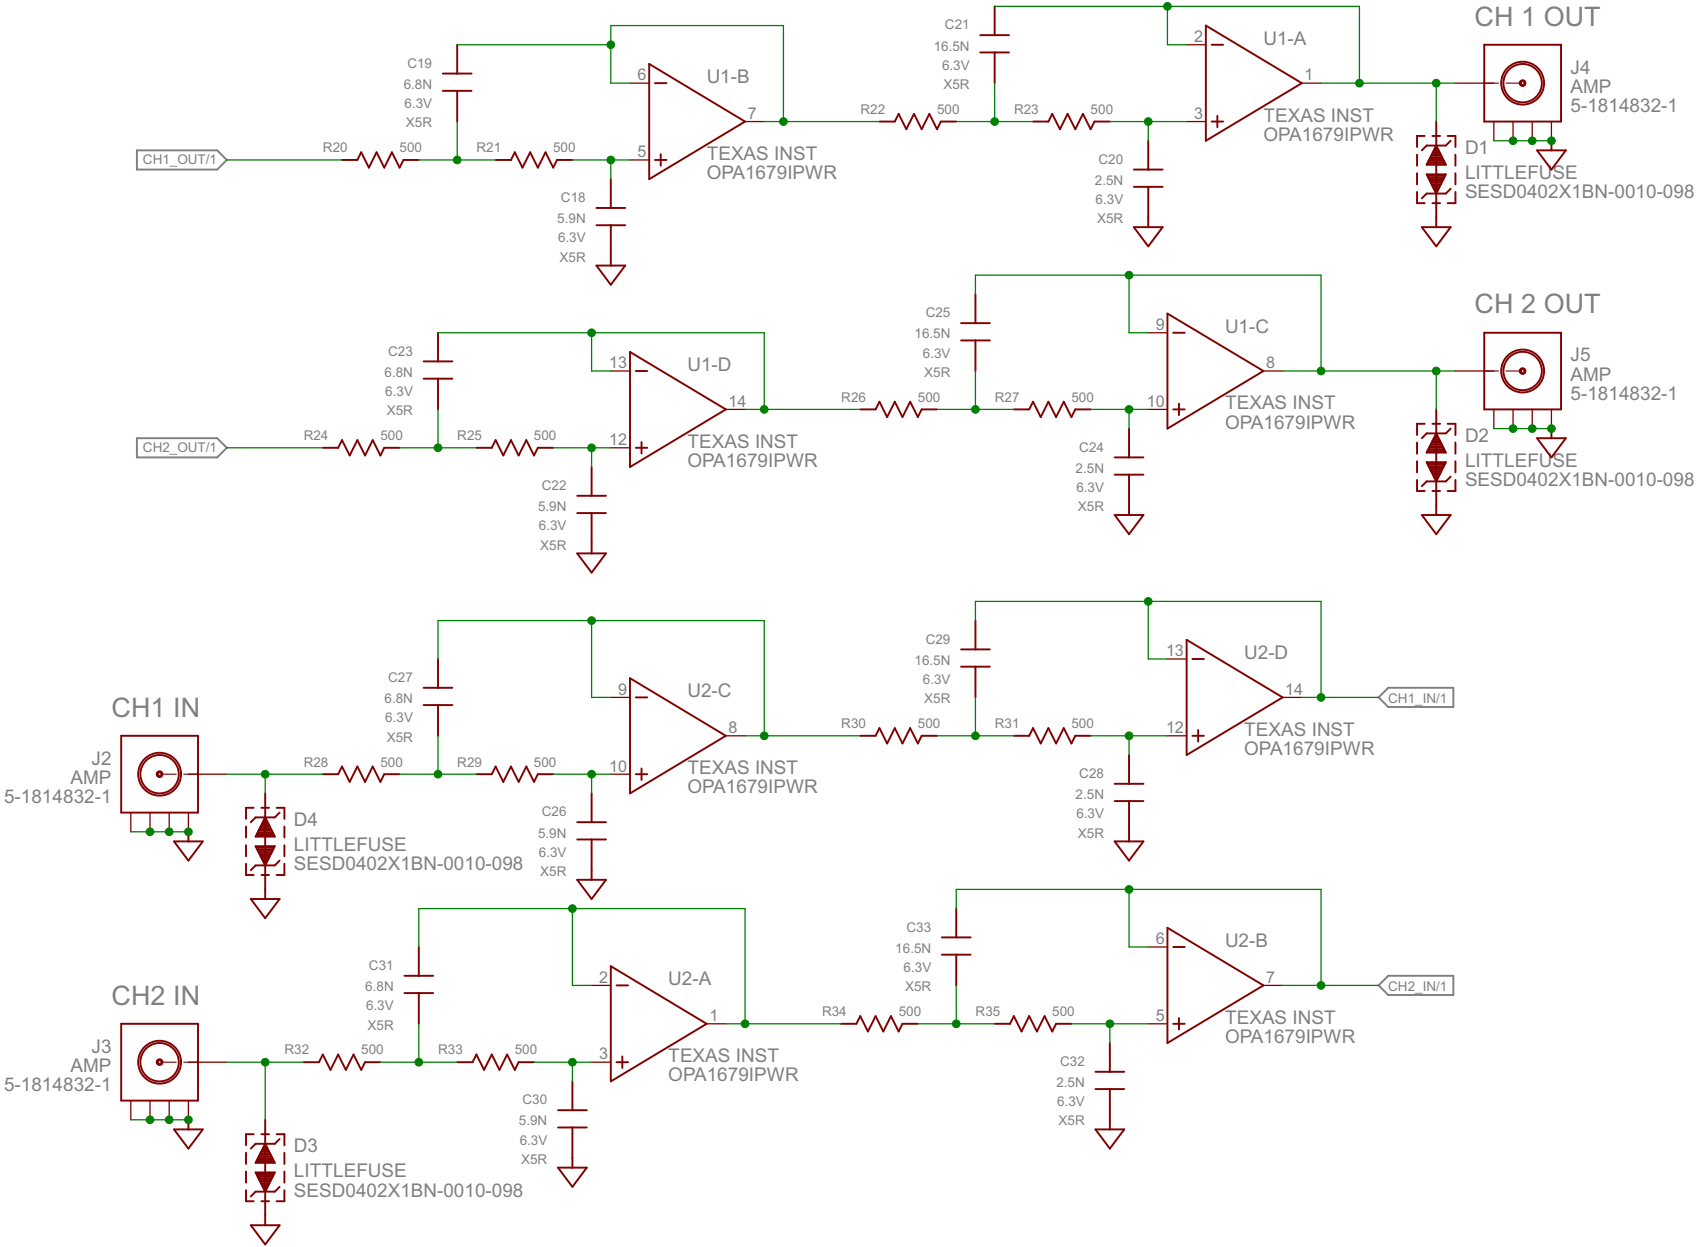 CH 1 OUT
C21
16.5N
6.3V
X5R
2
U1-A
1
3
TEXAS INST
OPA1679IPWR
J4
AMP
5-1814832-1
C19
6.8N
6.3V
X5R
6
U1-B
7
5
TEXAS INST
OPA1679IPWR
R22 500
R23 500
C20
2.5N
6.3V
X5R
D1
LITTLEFUSE
SESD0402X1BN-0010-098
CH1_OUT/1
R20 500
R21 500
C18
5.9N
6.3V
X5R
CH 2 OUT
C25
16.5N
6.3V
X5R
9
U1-C
8
10
TEXAS INST
OPA1679IPWR
J5
AMP
5-1814832-1
C23
6.8N
6.3V
X5R
13
U1-D
14
12
TEXAS INST
OPA1679IPWR
R26 500
R27 500
C24
2.5N
6.3V
X5R
D2
LITTLEFUSE
SESD0402X1BN-0010-098
CH2_OUT/1
R24 500
R25 500
C22
5.9N
6.3V
X5R
C29
16.5N
6.3V
X5R
13
U2-D
14
12
TEXAS INST
OPA1679IPWR
CH1_IN/1
C27
6.8N
6.3V
X5R
9
U2-C
8
10
TEXAS INST
OPA1679IPWR
R30 500
R31 500
C28
2.5N
6.3V
X5R
CH1 IN
J2
AMP
5-1814832-1
R28 500
R29 500
D4
LITTLEFUSE
SESD0402X1BN-0010-098
C26
5.9N
6.3V
X5R
C33
16.5N
6.3V
X5R
6
U2-B
7
5
TEXAS INST
OPA1679IPWR
CH2_IN/1
C31
6.8N
6.3V
X5R
2
U2-A
1
3
TEXAS INST
OPA1679IPWR
R34 500
R35 500
C32
2.5N
6.3V
X5R
CH2 IN
J3
AMP
5-1814832-1
R32 500
R33 500
C30
5.9N
6.3V
X5R
D3
LITTLEFUSE
SESD0402X1BN-0010-098